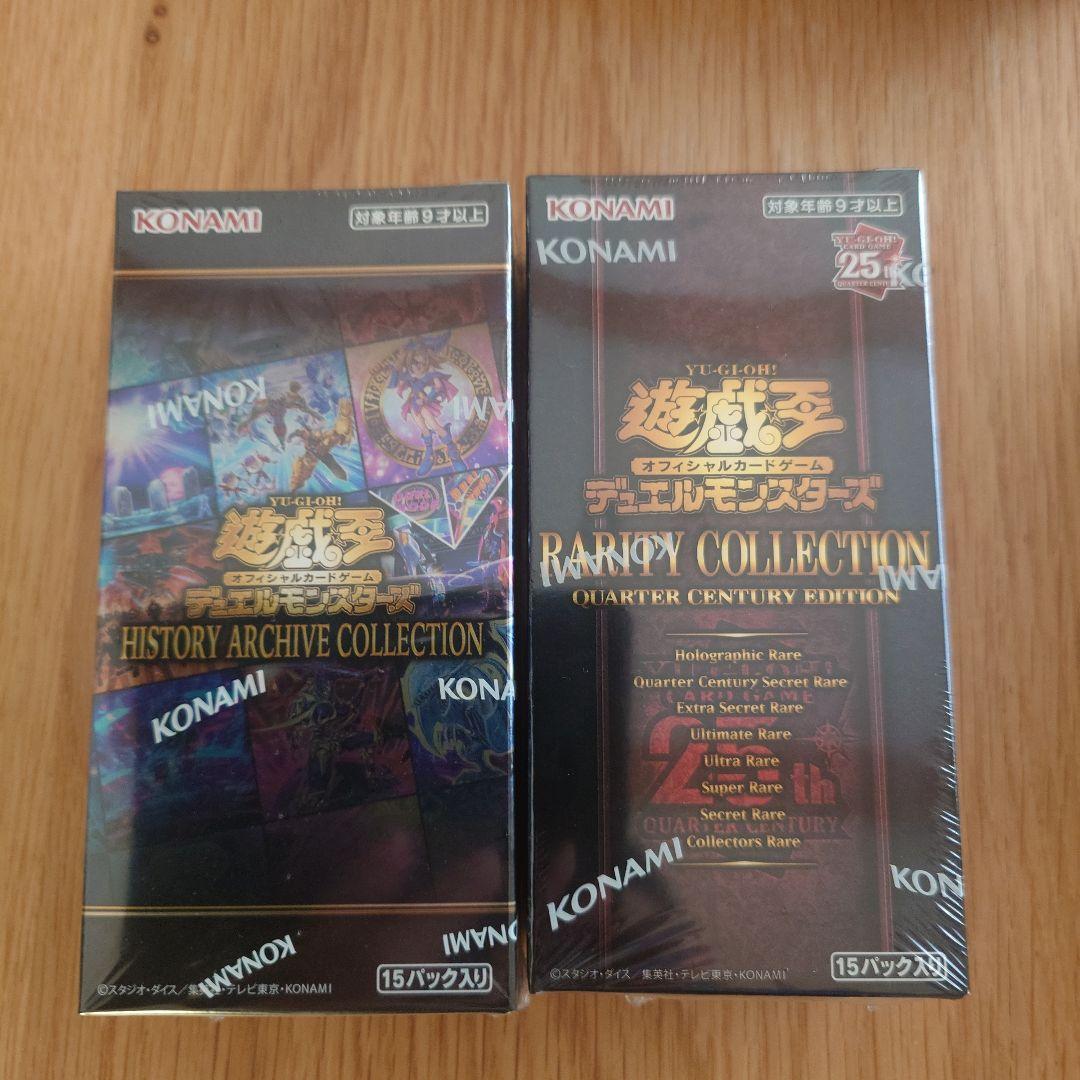 KONAMI
対象年齢9才以上
KONAMI
KONAMI
YU-GI-OH!
遊戯王
オフィシャルカードゲーム
デュエルモンスターズ
HISTORY ARCHIVE COLLECTION
KONAMI
KONA
KONAMI
KONAMI
15パック入り
©スタジオ・ダイス/集英社・テレビ東京・KONAMI
KONAMI
対象年齢9才以上
KONAMI
YU-GI-OH!
CARD GAME
25th
QUARTER CENTURY
YU-GI-OH!
遊戯王
オフィシャルカードゲーム
デュエルモンスターズ
RARITY COLLECTION
KONAMI
QUARTER CENTURY EDITION
Holographic Rare
Quarter Century Secret Rare
CARD GAME
Extra Secret Rare
Ultimate Rare
Ultra Rare
25th
Super Rare
Secret Rare
QUARTER CENTURY
Collectors Rare
KONAMI
KON
15パック入り
©スタジオ・ダイス/集英社・テレビ東京・KONAMI